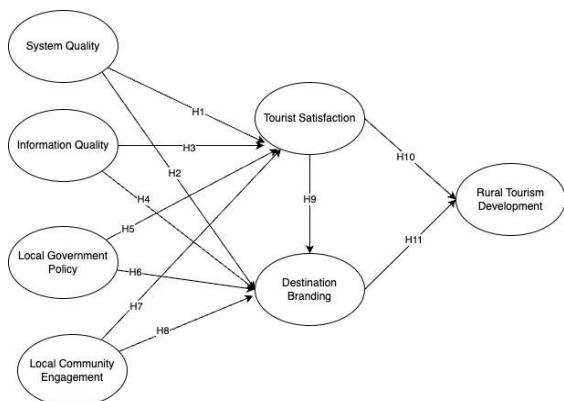 System Quality
H1
Tourist Satisfaction
Information Quality
H3
H2
H10
H4
H9
Rural Tourism
Development
H5
H11
Local Government
Policy
H6
Destination
Branding
H7
H8
Local Community
Engagement